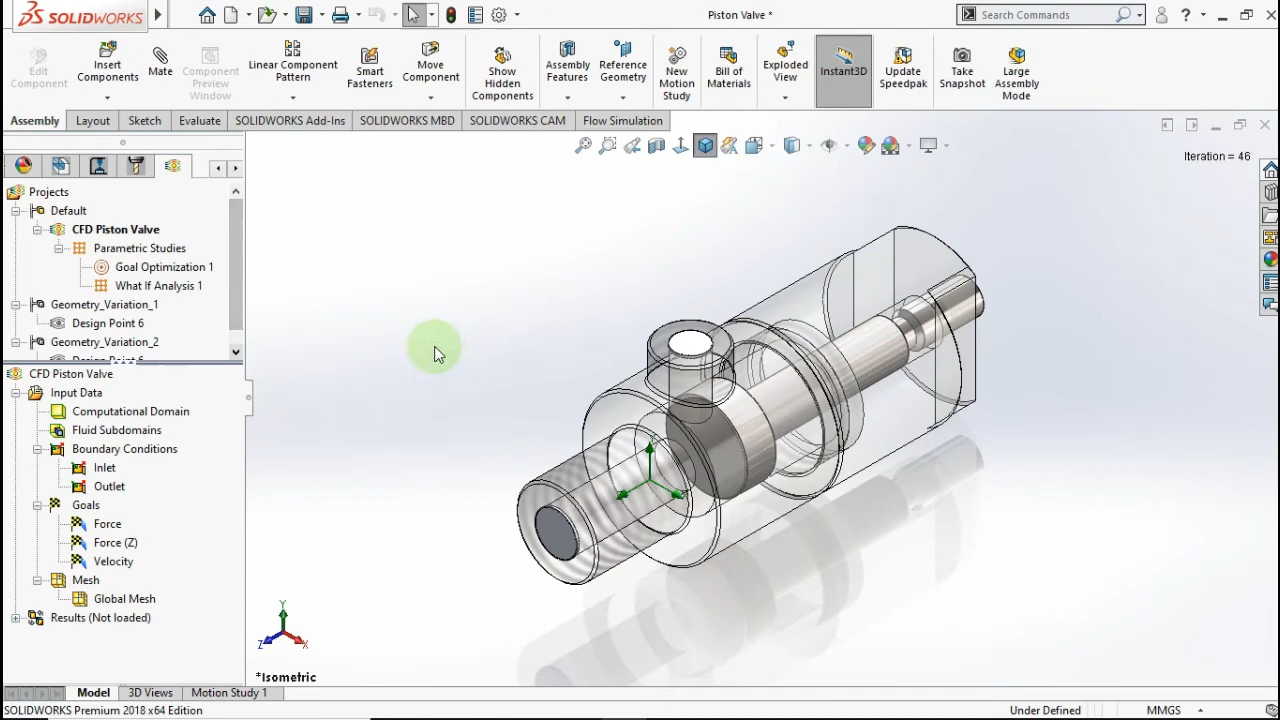 SOLIDWORKS
Piston Valve *
Search Commands
?
Edit Component
Insert Components
Mate
Component Preview Window
Linear Component Pattern
Smart Fasteners
Move Component
Show Hidden Components
Assembly Features
Reference Geometry
New Motion Study
Bill of Materials
Exploded View
Instant3D
Update Speedpak
Take Snapshot
Large Assembly Mode
Assembly
Layout
Sketch
Evaluate
SOLIDWORKS Add-Ins
SOLIDWORKS MBD
SOLIDWORKS CAM
Flow Simulation
Iteration = 46
Projects
Default
CFD Piston Valve
Parametric Studies
Goal Optimization 1
What If Analysis 1
Geometry_Variation_1
Design Point 6
Geometry_Variation_2
Design Point 6
CFD Piston Valve
Input Data
Computational Domain
Fluid Subdomains
Boundary Conditions
Inlet
Outlet
Goals
Force
Force (Z)
Velocity
Mesh
Global Mesh
Results (Not loaded)
Y
Z
X
*Isometric
Model
3D Views
Motion Study 1
SOLIDWORKS Premium 2018 x64 Edition
Under Defined
MMGS